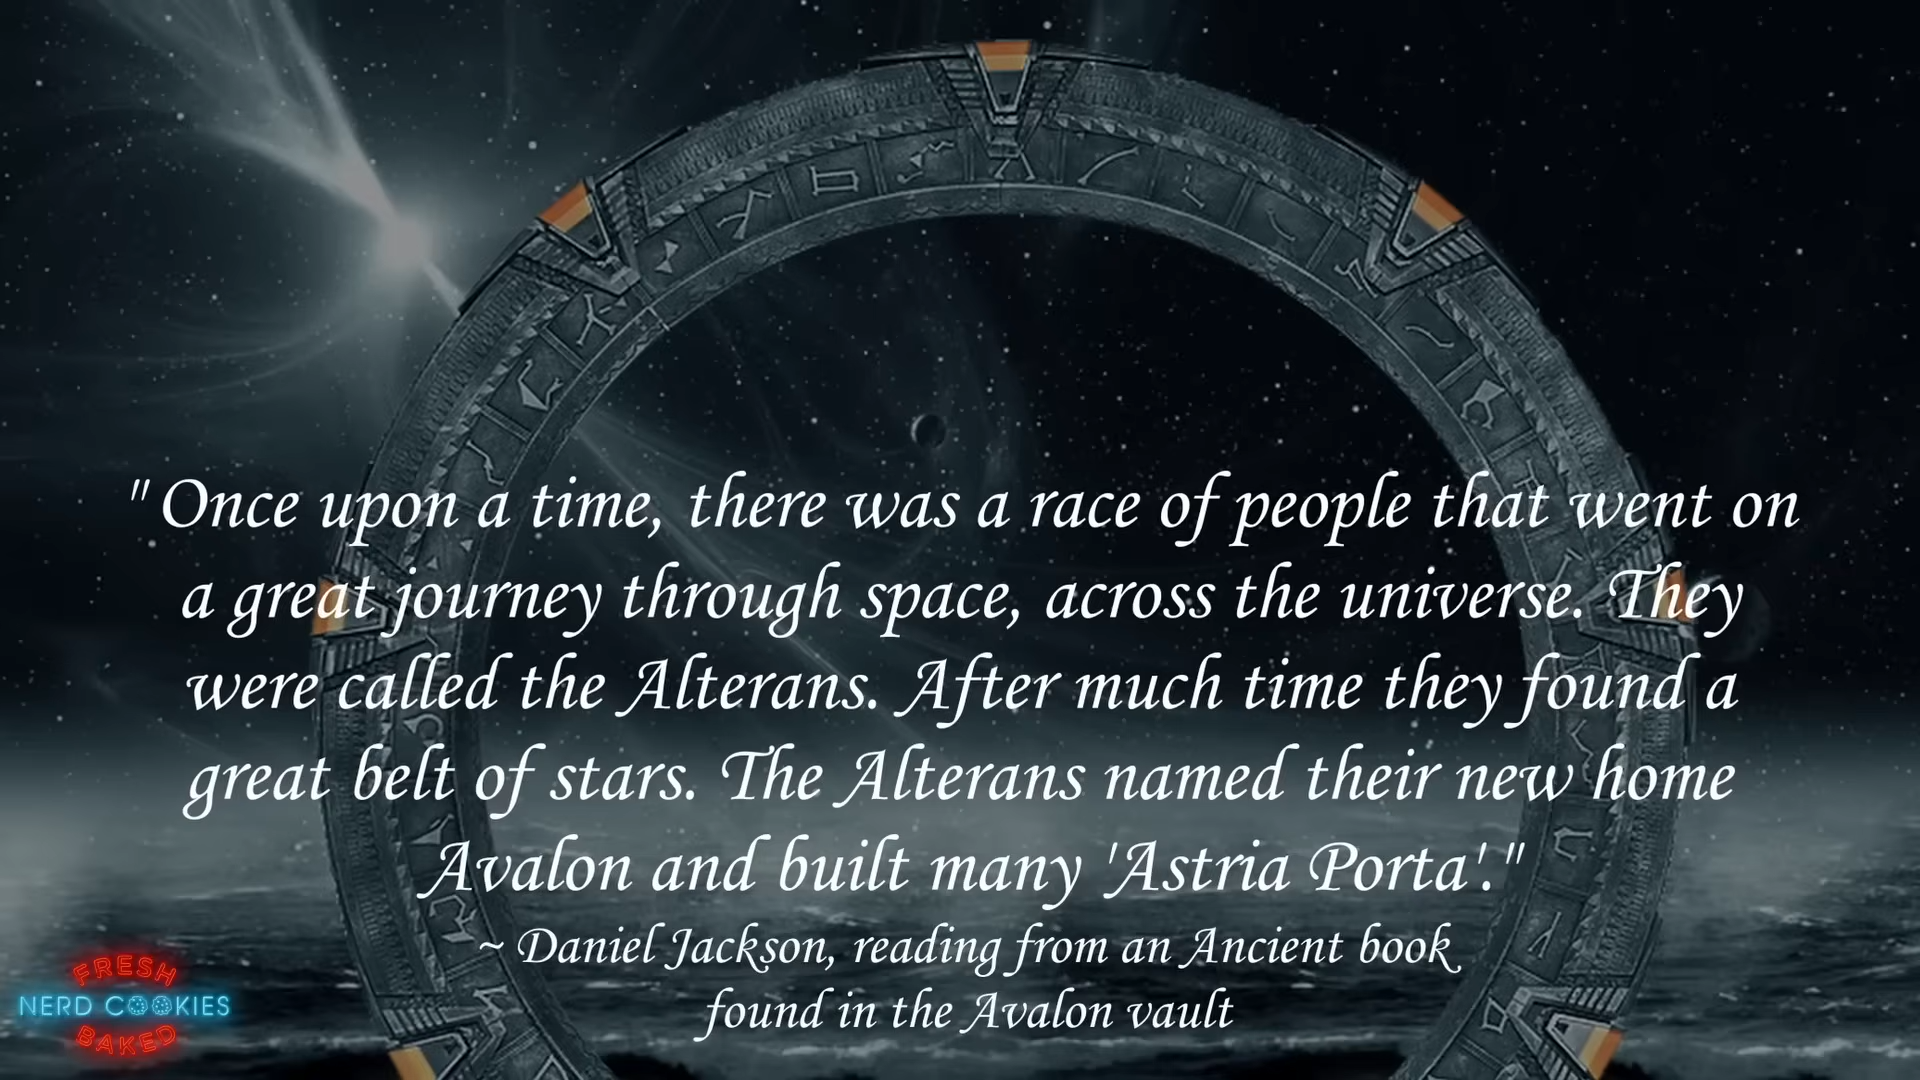 "Once upon a time, there was a race of people that went on
a great journey through space, across the universe. They
were called the Alterans. After much time they found a
great belt of stars. The Alterans named their new home
Avalon and built many 'Astria Porta'."
~ Daniel Jackson, reading from an Ancient book
found in the Avalon vault
FRESH
NERD COOKIES
BAKED